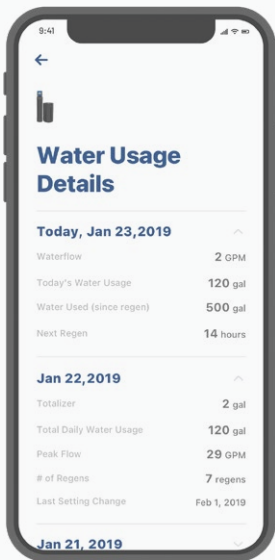 9:41
Water Usage
Details
Today, Jan 23,2019
Waterflow 2 GPM
Today's Water Usage 120 gal
Water Used (since regen) 500 gal
Next Regen 14 hours
Jan 22,2019
Totalizer 2 gal
Total Daily Water Usage 120 gal
Peak Flow 29 GPM
# of Regens 7 regens
Last Setting Change Feb 1, 2019
Jan 21, 2019